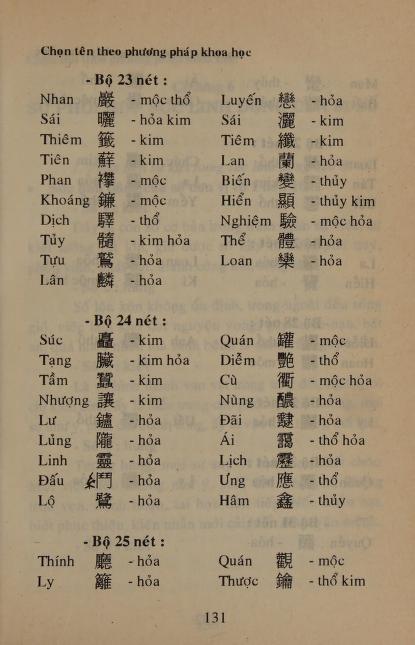 Chọn tên theo phương pháp khoa học
- Bộ 23 nét :
Nhan 巖 - mộc thổ Luyến 戀 - hỏa
Sái 曬 - hỏa kim Sái 灑 - kim
Thiêm 籤 - kim Tiêm 纖 - kim
Tiên 蘚 - kim Lan 蘭 - hỏa
Phan - mộc Biến 變 - thủy
Khoáng - mộc Hiển 顯 - thủy kim
Dịch 驛 - thổ Nghiệm 驗 - mộc hỏa
Tủy 髓 - kim hỏa Thể 體 - hỏa
Tựu 鷲 - hỏa Loan 欒 - hỏa
Lân 麟 - hỏa
- Bộ 24 nét :
Súc 矗 - kim Quán 罐 - mộc
Tạng 臟 - kim hỏa Diễm 艷 - thổ
Tầm 蠶 - kim Cù 衢 - mộc hỏa
Nhượng 讓 - kim Nùng 醲 - hỏa
Lư 鑪 - hỏa Đãi - hỏa
Lủng 隴 - hỏa Ái 靄 - thổ hỏa
Linh 靈 - hỏa Lịch - hỏa
Đấu 鬥 - hỏa Ưng 應 - thổ
Lộ 鷺 - hỏa Hâm 鑫 - thủy
- Bộ 25 nét :
Thính 廳 - hỏa Quán 觀 - mộc
Ly 籬 - hỏa Thược 鑰 - thổ kim
131